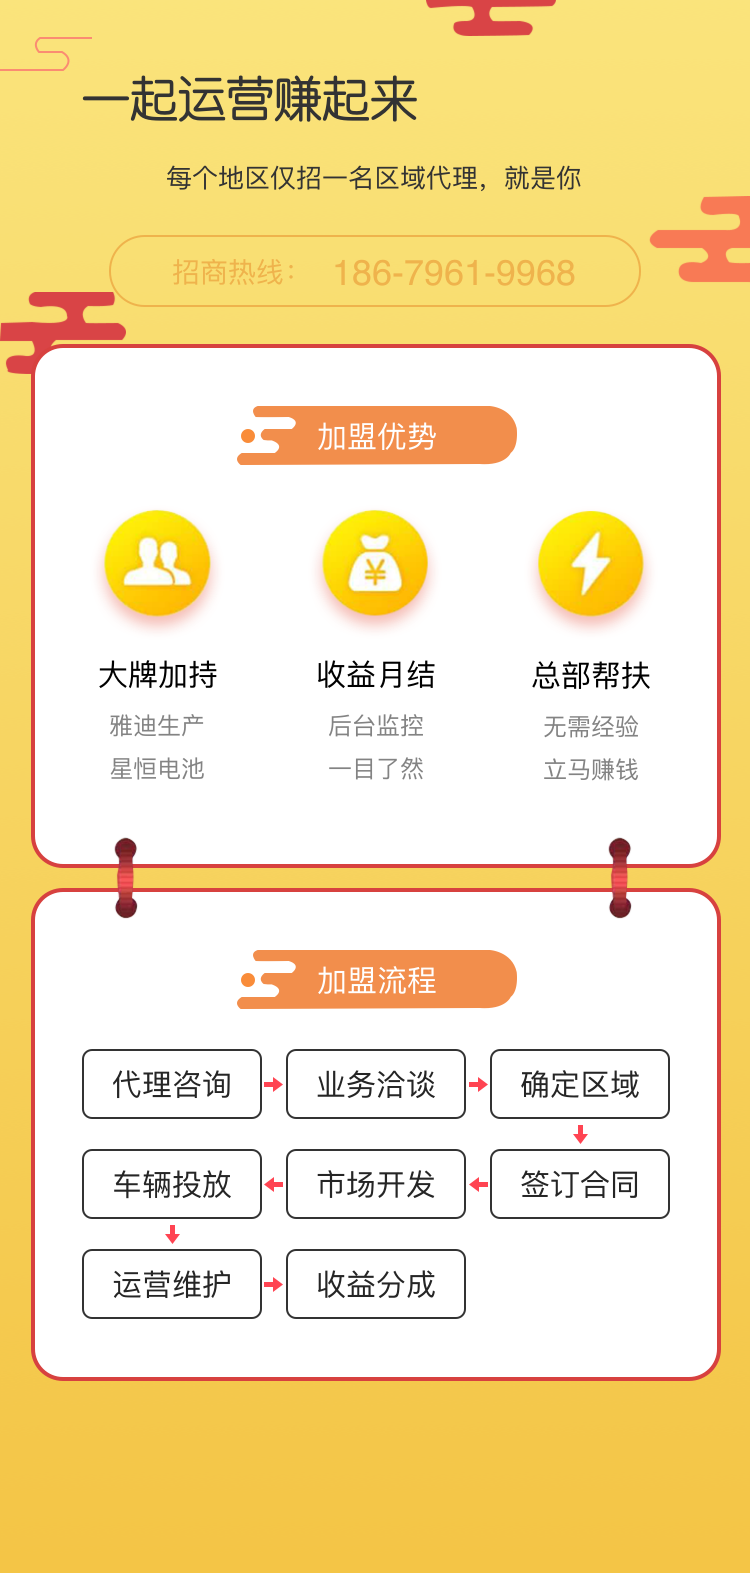 一起运营赚起来
每个地区仅招一名区域代理，就是你
招商热线： 186-7961-9968
加盟优势
大牌加持 收益月结 总部帮扶
雅迪生产 后台监控 无需经验
星恒电池 一目了然 立马赚钱
加盟流程
代理咨询 业务洽谈 确定区域
车辆投放 市场开发 签订合同
运营维护 收益分成